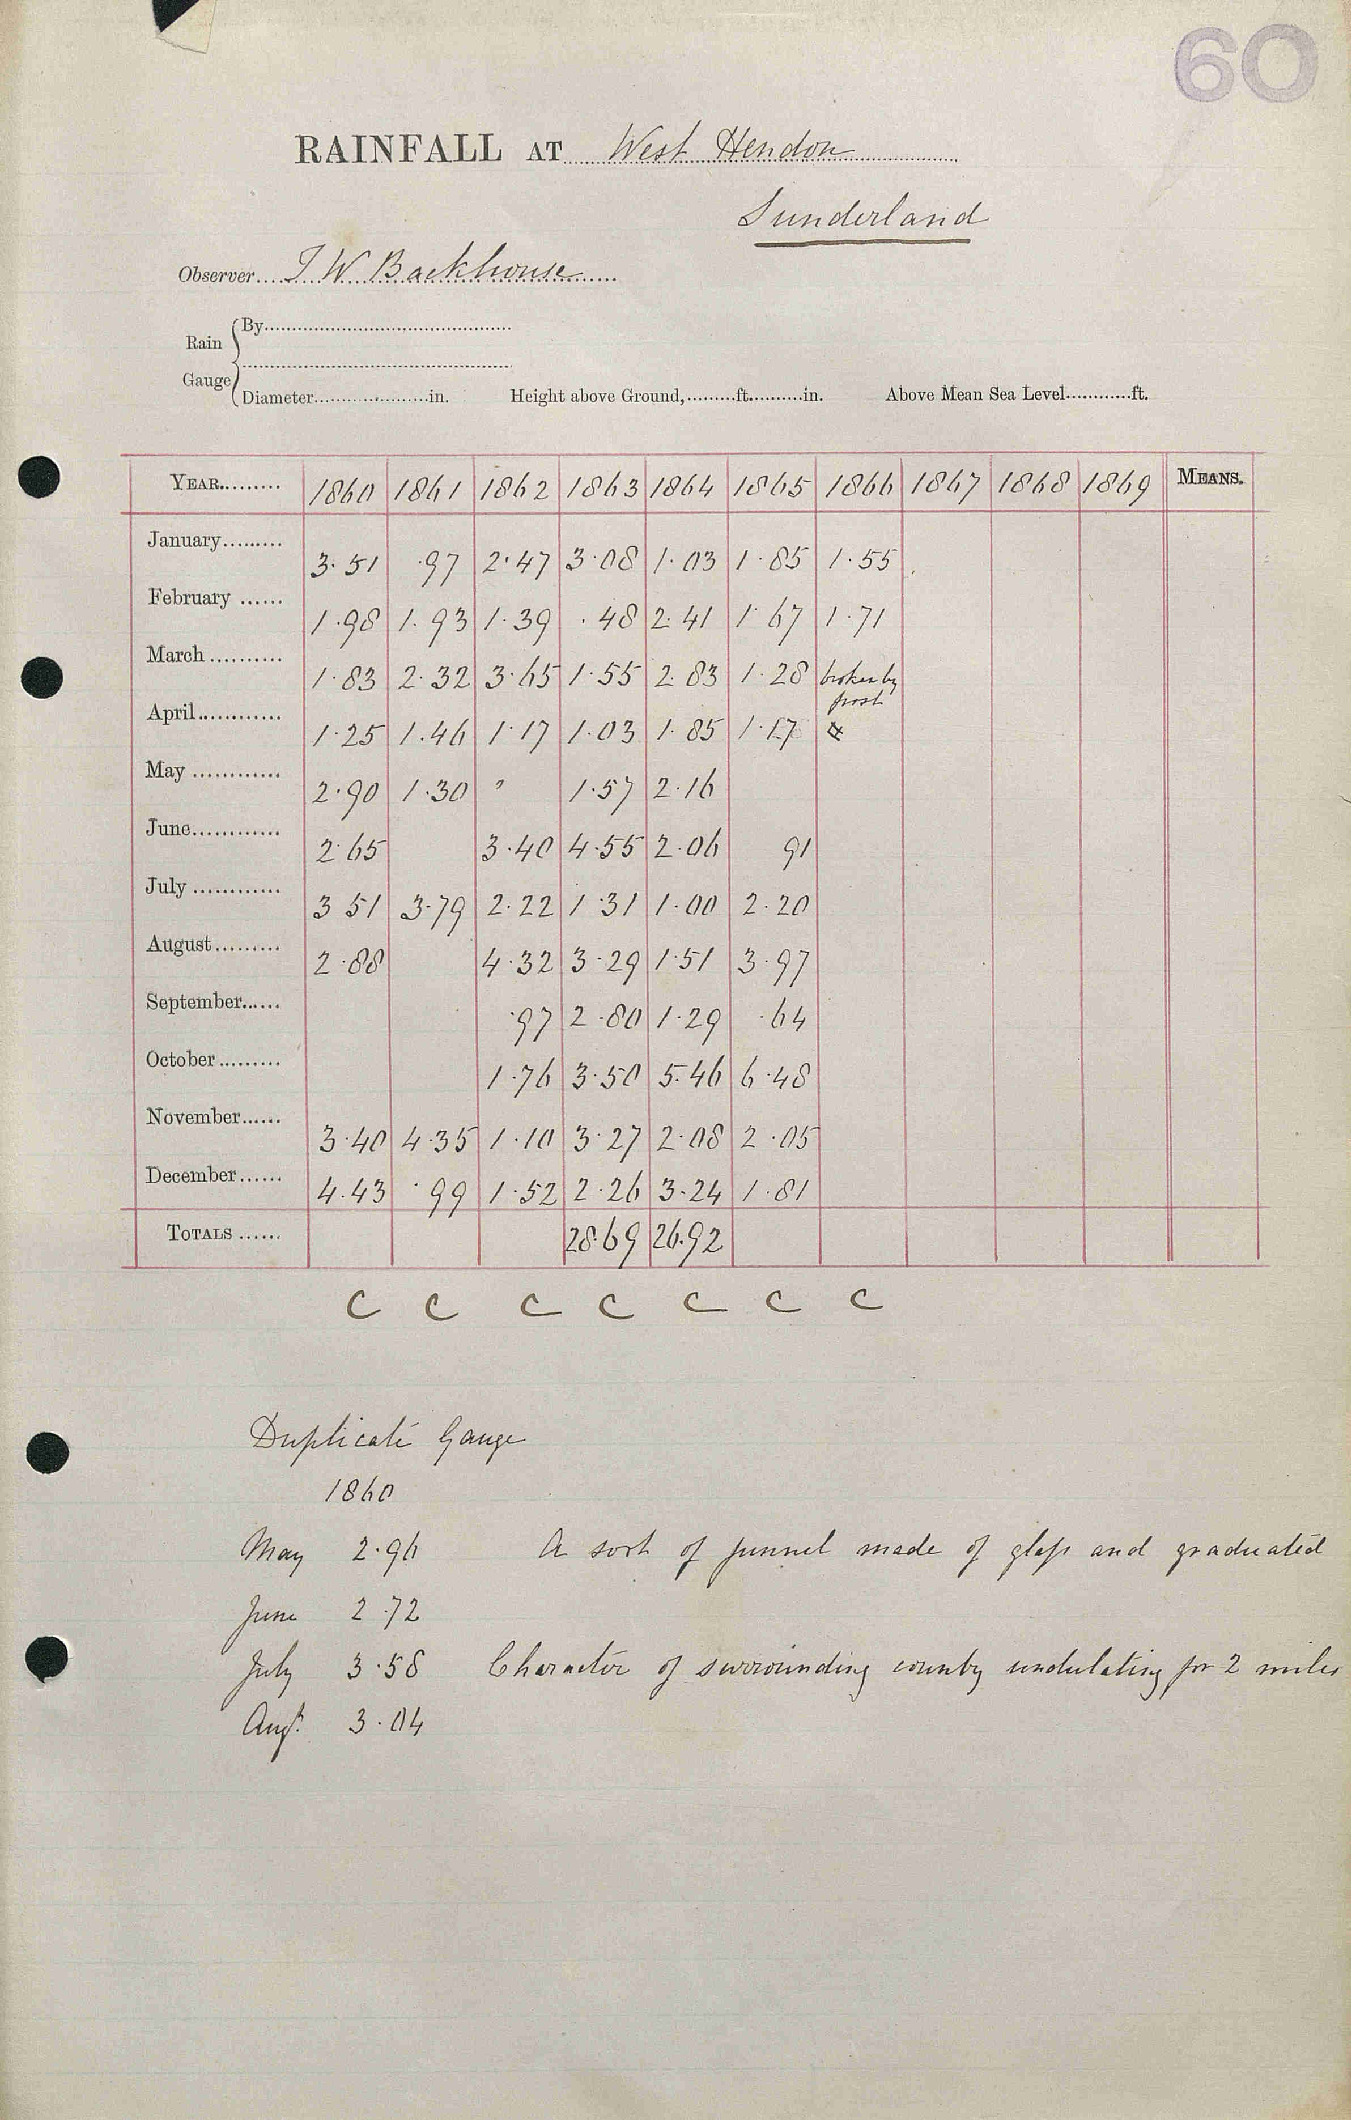 60
RAINFALL AT West Hendon
Sunderland
Observer.... T W Backhouse
Rain Gauge { By
Diameter......in. Height above Ground,......ft......in. Above Mean Sea Level......ft.
YEAR 1860 1861 1862 1863 1864 1865 1866 1867 1868 1869 MEANS.
January 3.51 .97 2.47 3.08 1.03 1.85 1.55
February 1.98 1.93 1.39 .48 2.41 1.67 1.71
March 1.83 2.32 3.65 1.55 2.83 1.28 broken by frost
April 1.25 1.46 1.17 1.03 1.85 1.17
May 2.90 1.30 " 1.57 2.16
June 2.65 3.40 4.55 2.06 91
July 3 51 3.79 2.22 1.31 1.00 2.20
August 2.88 4.32 3.29 1.51 3.97
September .97 2.80 1.29 .64
October 1.76 3.50 5.46 6.48
November 3.40 4.35 1.10 3.27 2.08 2.05
December 4.43 .99 1.52 2.26 3.24 1.81
TOTALS 28.69 26.92
C C C C C C C
Duplicate Gauge
1860
May 2.96 A sort of funnel made of glass and graduated
June 2.72
July 3.58 Character of surrounding county undulating for 2 miles
Augt. 3.04